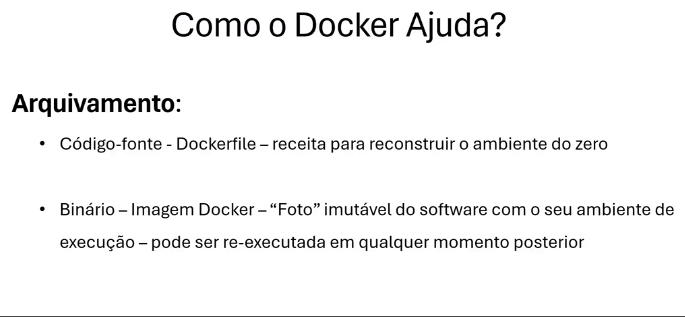 Como o Docker Ajuda?
Arquivamento:
• Código-fonte - Dockerfile – receita para reconstruir o ambiente do zero
• Binário – Imagem Docker – “Foto” imutável do software com o seu ambiente de
execução – pode ser re-executada em qualquer momento posterior